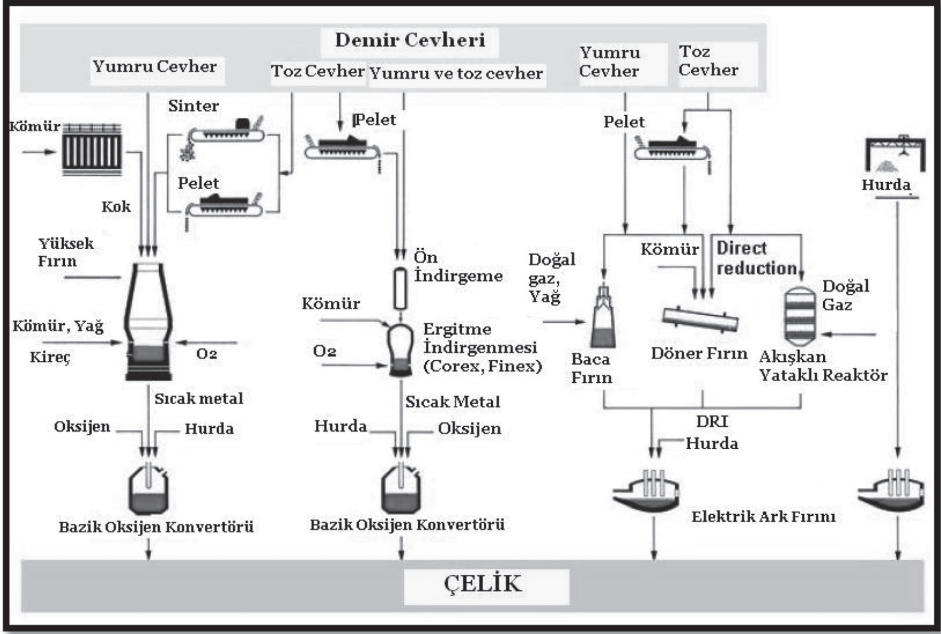 Demir Cevheri
Yumru Cevher
Toz Cevher
Yumru ve toz cevher
Yumru
Cevher
Toz
Cevher
Kömür
Sinter
Pelet
Kok
Pelet
Pelet
Hurda
Yüksek
Fırın
Kömür, Yağ
Kireç
O2
Sıcak metal
Oksijen
Hurda
Bazik Oksijen Konvertörü
Ön
İndirgeme
Kömür
O2
Ergitme
İndirgenmesi
(Corex, Finex)
Sıcak Metal
Hurda
Oksijen
Bazik Oksijen Konvertörü
Doğal
gaz,
Yağ
Kömür
Direct
reduction
Doğal
Gaz
Baca
Fırın
Döner Fırın
Akışkan
Yataklı Reaktör
DRI
Hurda
Elektrik Ark Fırını
ÇELİK